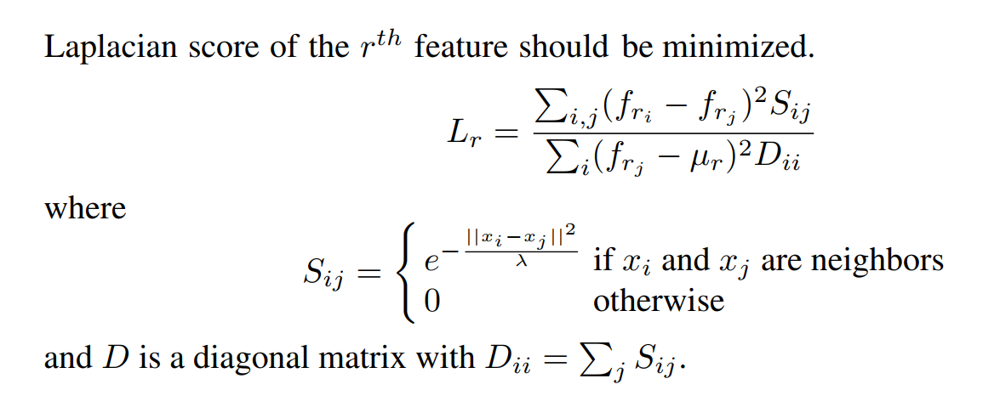 Laplacian score of the $r^{th}$ feature should be minimized.
$L_r = \frac{\sum_{i,j}(f_{r_i} - f_{r_j})^2 S_{ij}}{\sum_i (f_{r_j} - \mu_r)^2 D_{ii}}$
where
$S_{ij} = \begin{cases} e^{-\frac{||x_i - x_j||^2}{\lambda}} & \text{if } x_i \text{ and } x_j \text{ are neighbors} \\ 0 & \text{otherwise} \end{cases}$
and $D$ is a diagonal matrix with $D_{ii} = \sum_j S_{ij}$.